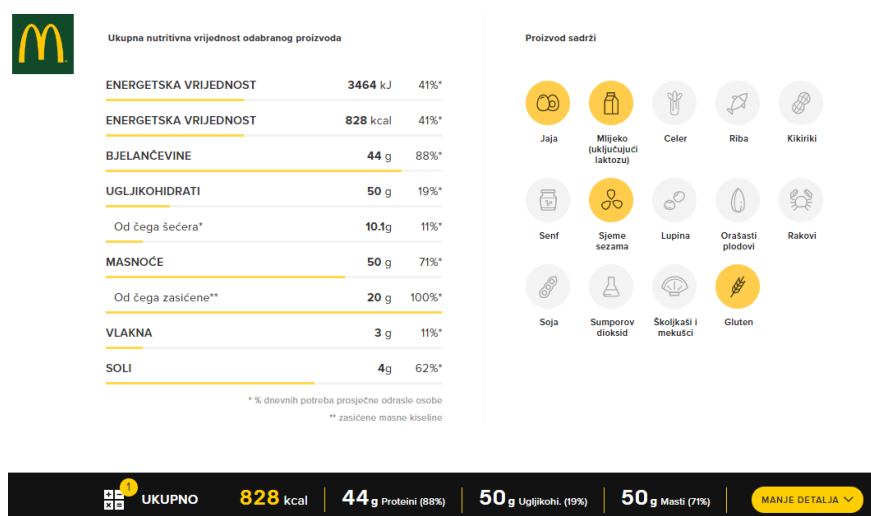 Ukupna nutritivna vrijednost odabranog proizvoda
ENERGETSKA VRIJEDNOST 3464 kJ 41%*
ENERGETSKA VRIJEDNOST 828 kcal 41%*
BJELANČEVINE 44 g 88%*
UGLJIKOHIDRATI 50 g 19%*
Od čega šećera* 10.1g 11%*
MASNOĆE 50 g 71%*
Od čega zasićene** 20 g 100%*
VLAKNA 3 g 11%*
SOLI 4g 62%*
* % dnevnih potreba prosječne odrasle osobe
** zasićene masne kiseline
Proizvod sadrži
Jaja
Mlijeko
(uključujući
laktozu)
Celer
Riba
Kikiriki
Senf
Sjeme
sezama
Lupina
Orašasti
plodovi
Rakovi
Soja
Sumporov
dioksid
Školjkaši i
mekušci
Gluten
1
UKUPNO 828 kcal 44 g Proteini (88%) 50 g Ugljikohi. (19%) 50 g Masti (71%) MANJE DETALJA